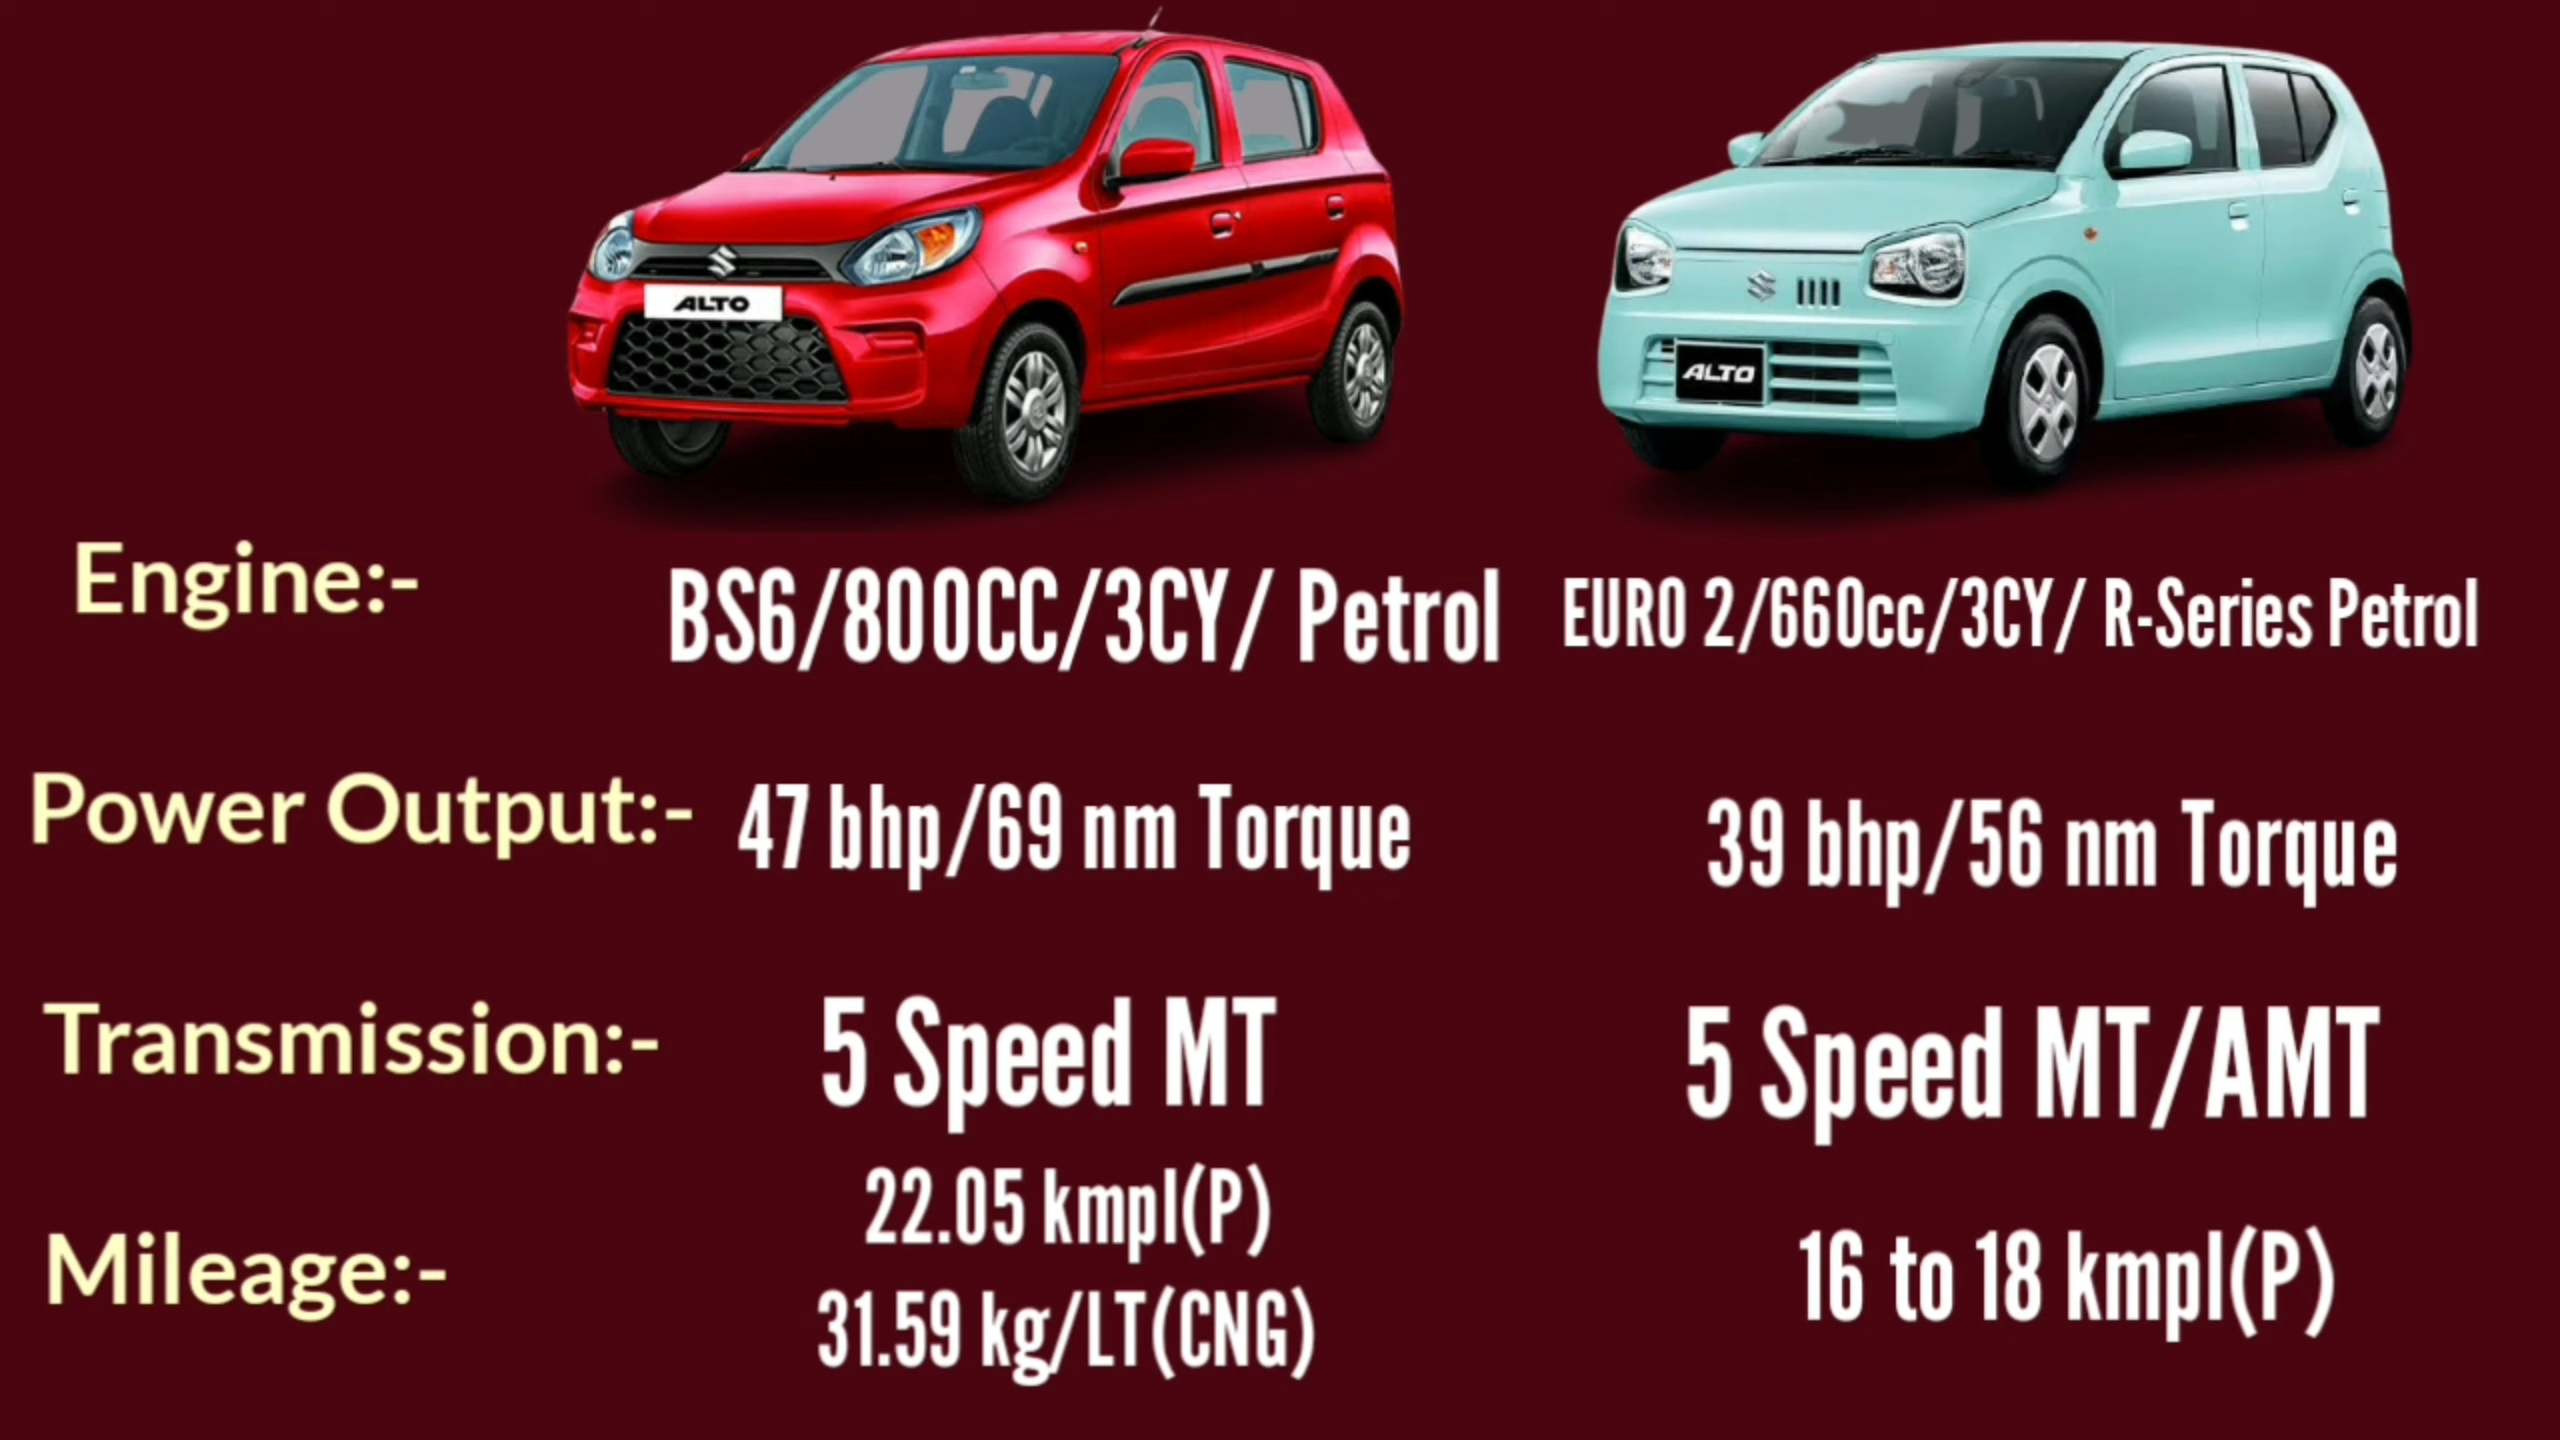 ALTO
ALTO
Engine:- BS6/800CC/3CY/ Petrol EURO 2/660cc/3CY/ R-Series Petrol
Power Output:- 47 bhp/69 nm Torque 39 bhp/56 nm Torque
Transmission:- 5 Speed MT 5 Speed MT/AMT
22.05 kmpl(P)
Mileage:- 16 to 18 kmpl(P)
31.59 kg/LT(CNG)